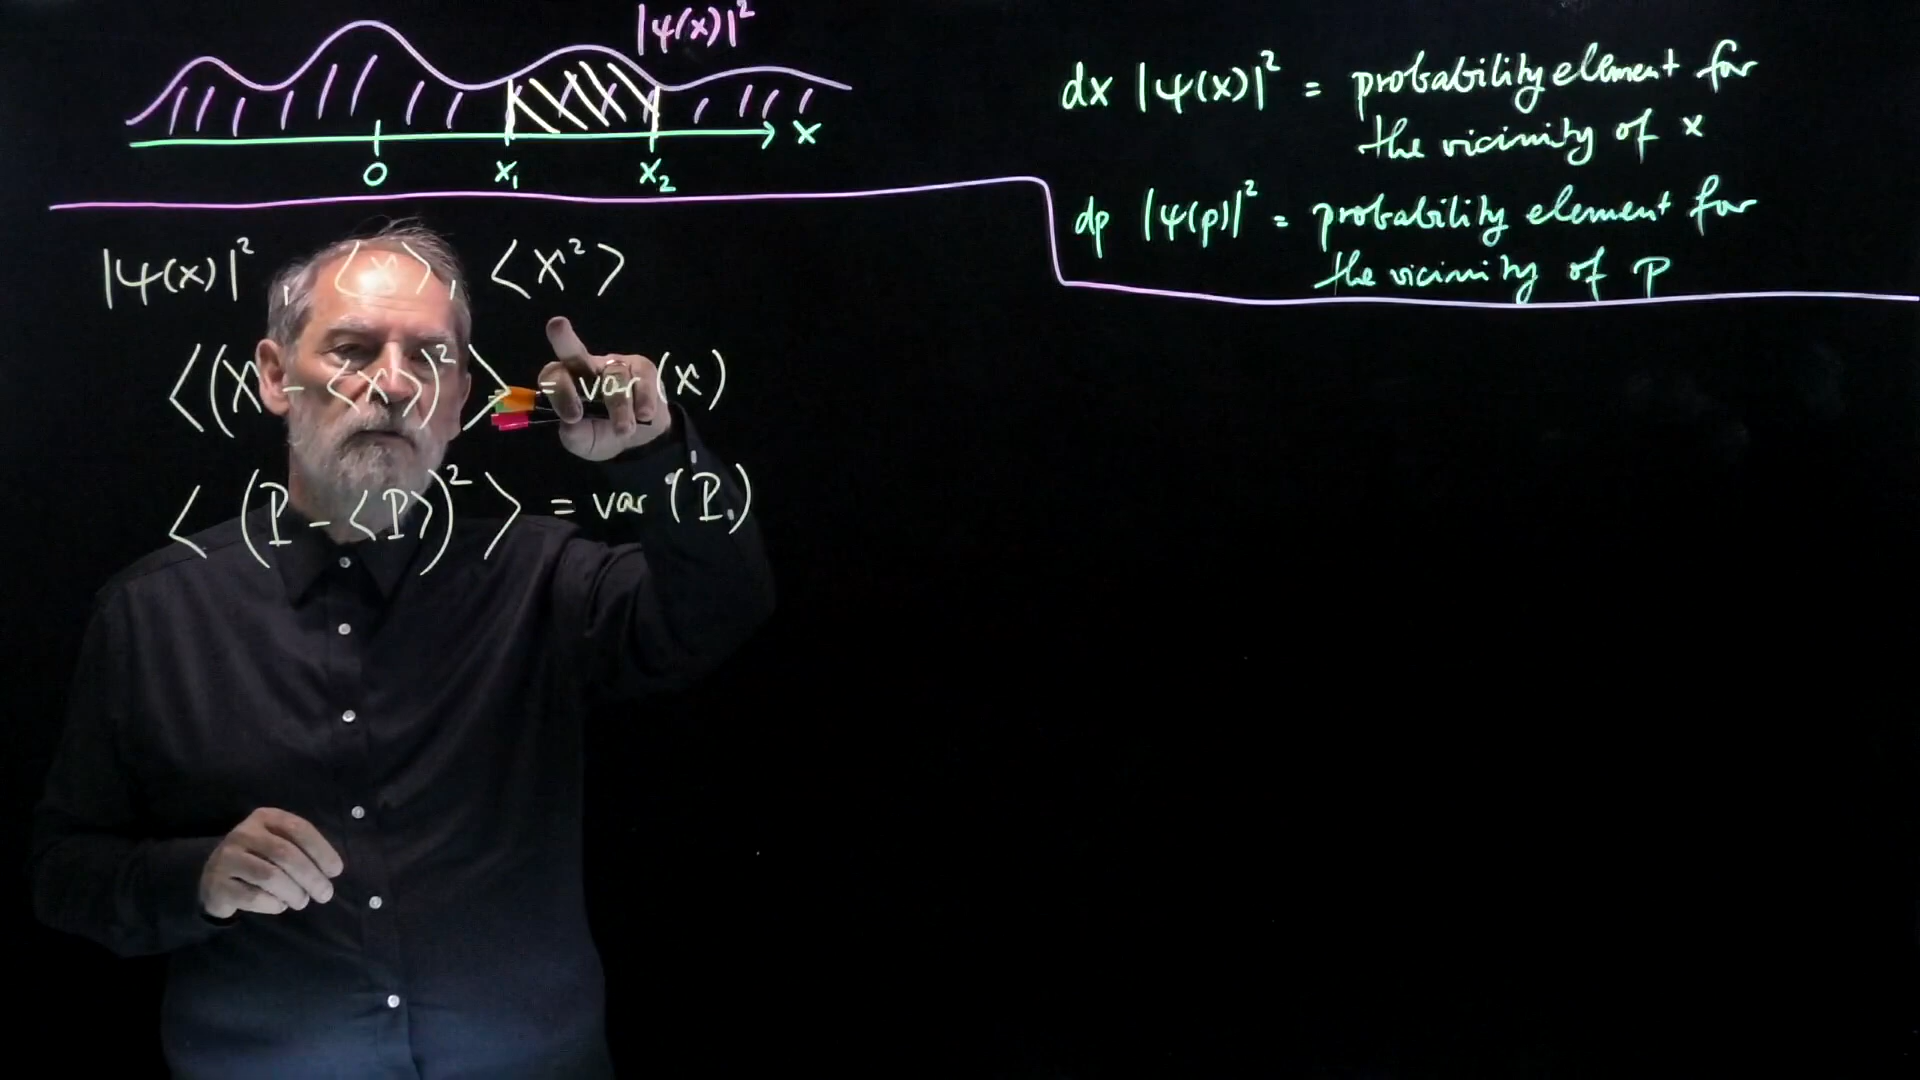 |ψ(x)|²
x
0 x₁ x₂
dx |ψ(x)|² = probability element for
the vicinity of x
dp |ψ(p)|² = probability element for
the vicinity of p
|ψ(x)|² , ⟨x⟩, ⟨X²⟩
⟨(X - ⟨X⟩)²⟩ = var (X)
⟨(P - ⟨P⟩)²⟩ = var (P)